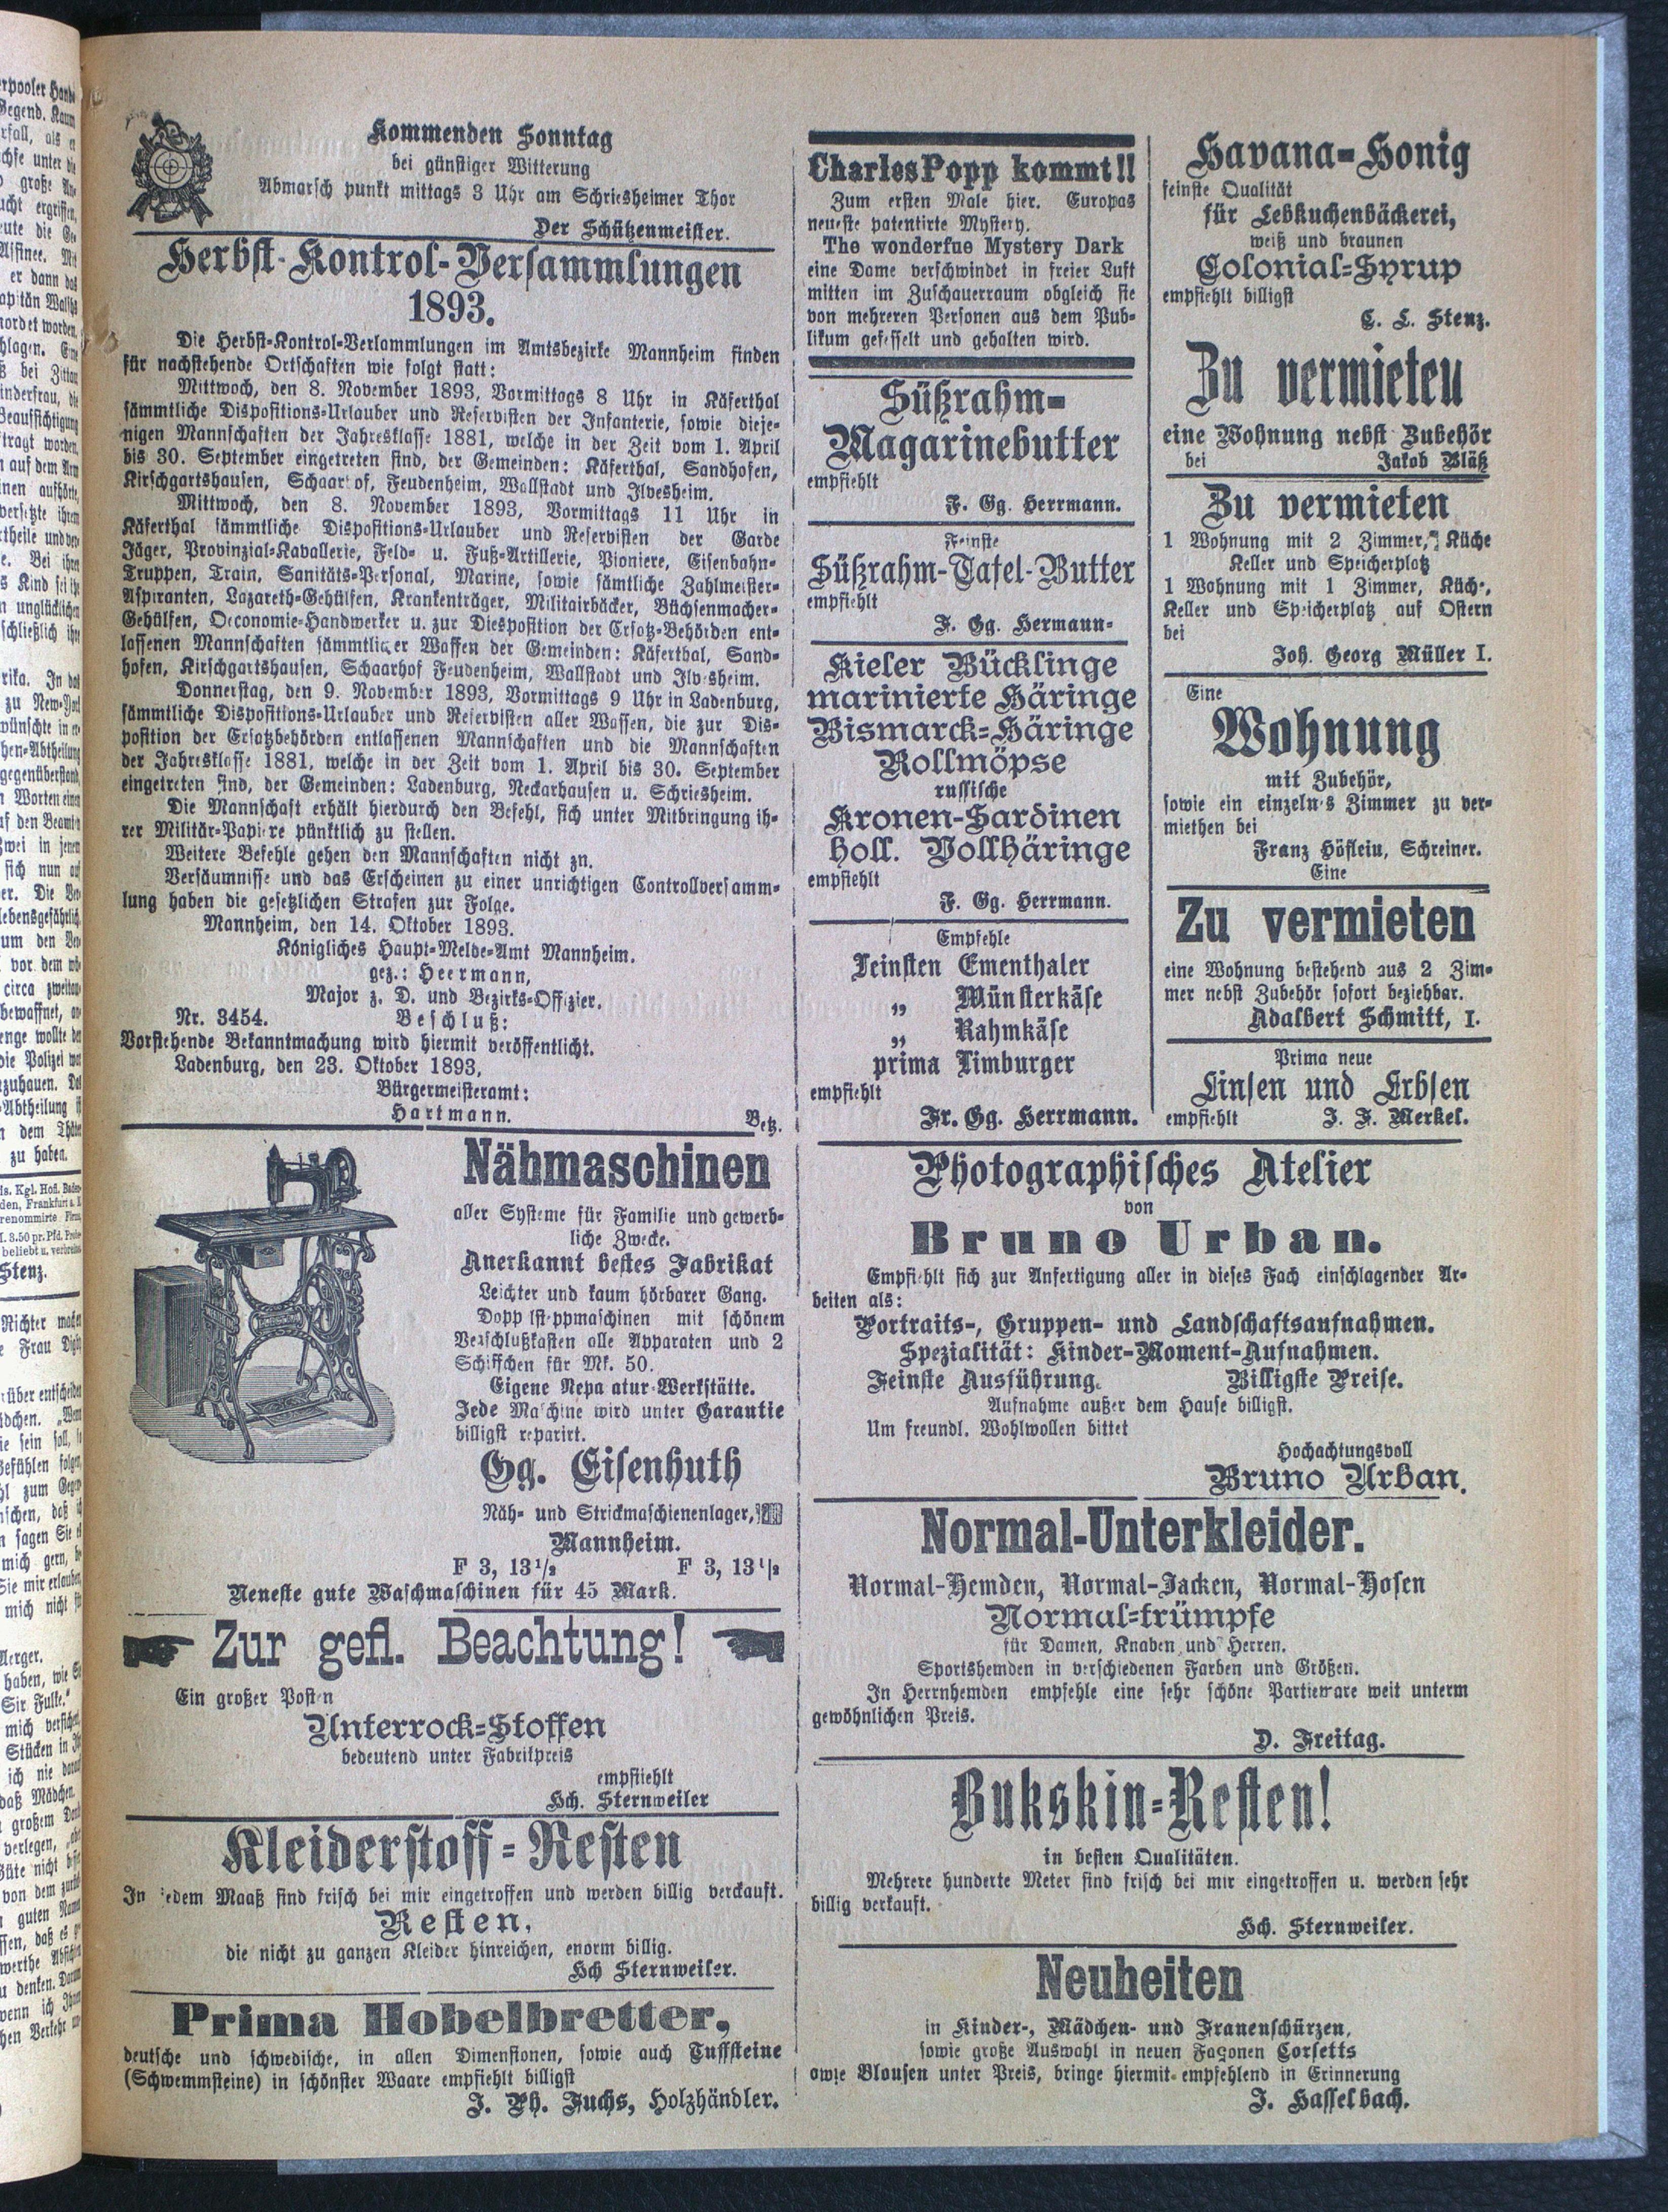 Kommenden Sonntag
bei günstiger Witterung
Abmarsch punkt mittags 3 Uhr am Schriesheimer Thor
Der Schützenmeister.
Herbst-Kontrol-Versammlungen
1893.
Die Herbst-Kontrol-Verlammlungen im Amtsbezirke Mannheim finden
für nachstehende Ortschaften wie folgt statt:
Mittwoch, den 8. November 1893, Vormittags 8 Uhr in Käferthal
sämmtliche Dispositions-Urlauber und Reservisten der Infanterie, sowie dieje-
nigen Mannschaften der Jahresklasse 1881, welche in der Zeit vom 1. April
bis 30. September eingetreten sind, der Gemeinden: Käferthal, Sandhofen,
Kirschgartshausen, Schaarhof, Feudenheim, Wallstadt und Ilvesheim.
Mittwoch, den 8. November 1893, Vormittags 11 Uhr in
Käferthal sämmtliche Dispositions-Urlauber und Reservisten der Garde
Jäger, Provinzial-Kavallerie, Feld- u. Fuß-Artillerie, Pioniere, Eisenbahn-
Truppen, Train, Sanitäts-Personal, Marine, sowie sämtliche Zahlmeister-
Aspiranten, Lazareth-Gehülfen, Krankenträger, Militairbäcker, Büchsenmacher-
Gehülfen, Oeconomie-Handwerker u. zur Diesposition der Ersatz-Behörden ent-
lassenen Mannschaften sämmtlicher Waffen der Gemeinden: Käferthal, Sand-
hofen, Kirschgartshausen, Schaarhof Feudenheim, Wallstadt und Ilvesheim.
Donnerstag, den 9. November 1893, Vormittags 9 Uhr in Ladenburg,
sämmtliche Dispositions-Urlauber und Reservisten aller Waffen, die zur Dis-
position der Ersatzbehörden entlassenen Mannschaften und die Mannschaften
der Jahresklasse 1881, welche in der Zeit vom 1. April bis 30. September
eingetreten sind, der Gemeinden: Ladenburg, Neckarhausen u. Schriesheim.
Die Mannschaft erhält hierdurch den Befehl, sich unter Mitbringung ih-
rer Militär-Papiere pünktlich zu stellen.
Weitere Befehle gehen den Mannschaften nicht zn.
Versäumnisse und das Erscheinen zu einer unrichtigen Controllversamm-
lung haben die gesetzlichen Strafen zur Folge.
Mannheim, den 14. Oktober 1893.
Königliches Haupt-Melde-Amt Mannheim.
gez.: Heermann,
Major z. D. und Bezirks-Offizier.
Nr. 3454. Beschluß:
Vorstehende Bekanntmachung wird hiermit veröffentlicht.
Ladenburg, den 23. Oktober 1893.
Bürgermeisteramt:
Hartmann. Betz.
Nähmaschinen
aller Systeme für Familie und gewerb-
liche Zwecke.
Anerkannt bestes Fabrikat
Leichter und kaum hörbarer Gang.
Doppelsteppmaschinen mit schönem
Verschlußkasten alle Apparaten und 2
Schiffchen für Mk. 50.
Eigene Reparatur-Werkstätte.
Jede Maschine wird unter Garantie
billigst reparirt.
Gg. Eisenhuth
Näh- und Strickmaschienenlager,
Mannheim.
F 3, 13½ F 3, 13½
Neneste gute Waschmaschinen für 45 Mark.
Zur gefl. Beachtung!
Ein großer Posten
Unterrock-Stoffen
bedeutend unter Fabrikpreis
empfiehlt
Hch. Sternweiler
Kleiderstoff-Resten
In jedem Maaß sind frisch bei mir eingetroffen und werden billig verckauft.
Resten,
die nicht zu ganzen Kleider hinreichen, enorm billig.
Hch Sternweiler.
Prima Hobelbretter,
deutsche und schwedische, in allen Dimensionen, sowie auch Tuffsteine
(Schwemmsteine) in schönster Waare empfiehlt billigst
J. Ph. Fuchs, Holzhändler.
Charles Popp kommt!!
Zum ersten Male hier. Europas
neueste patentirte Mystery.
The wonderfue Mystery Dark
eine Dame verschwindet in freier Luft
mitten im Zuschauerraum obgleich sie
von mehreren Personen aus dem Pub-
likum gefesselt und gehalten wird.
Süßrahm-
Magarinebutter
empfiehlt
F. Gg. Herrmann.
Feinste
Süßrahm-Tafel-Butter
empfiehlt
F. Gg. Hermann-
Kieler Bücklinge
marinierte Häringe
Bismarck-Häringe
Rollmöpse
russische
Kronen-Sardinen
holl. Vollhäringe
empfiehlt
F. Gg. Herrmann.
Empfehle
Feinsten Ementhaler
„ Münsterkäse
„ Rahmkäse
prima Limburger
empfiehlt
Fr. Gg. Herrmann.
Havana-Honig
feinste Qualität
für Lebkuchenbäckerei,
weiß und braunen
Colonial-Syrup
empfiehlt billigst
C. L. Stenz.
Zu vermieten
eine Wohnung nebst Zubehör
bei Jakob Bläß
Zu vermieten
1 Wohnung mit 2 Zimmer, Küche
Keller und Speicherplatz
1 Wohnung mit 1 Zimmer, Küche,
Keller und Speicherplatz auf Ostern
bei
Joh. Georg Müller I.
Eine
Wohnung
mit Zubehör,
sowie ein einzelnes Zimmer zu ver-
miethen bei
Franz Höflein, Schreiner.
Eine
Zu vermieten
eine Wohnung bestehend aus 2 Zim-
mer nebst Zubehör sofort beziehbar.
Adalbert Schmitt, I.
Prima neue
Linsen und Erbsen
empfiehlt J. F. Merkel.
Photographisches Atelier
von
Bruno Urban.
Empfiehlt sich zur Anfertigung aller in dieses Fach einschlagender Ar-
beiten als:
Portraits-, Gruppen- und Landschaftsaufnahmen.
Spezialität: Kinder-Moment-Aufnahmen.
Feinste Ausführung. Billigste Preise.
Aufnahme außer dem Hause billigst.
Um freundl. Wohlwollen bittet
Hochachtungsvoll
Bruno Urban.
Normal-Unterkleider.
Normal-Hemden, Normal-Jacken, Normal-Hosen
Normal-trümpfe
für Damen, Knaben und Herren.
Sportshemden in verschiedenen Farben und Größen.
In Herrnhemden empfehle eine sehr schöne Partieware weit unterm
gewöhnlichen Preis.
D. Freitag.
Bukskin-Resten!
in besten Qualitäten.
Mehrere hunderte Meter sind frisch bei mir eingetroffen u. werden sehr
billig verkauft.
Hch. Sternweiler.
Neuheiten
in Kinder-, Mädchen- und Franenschürzen,
sowie große Auswahl in neuen Façonen Corsetts
owie Blousen unter Preis, bringe hiermit empfehlend in Erinnerung
J. Hasselbach.